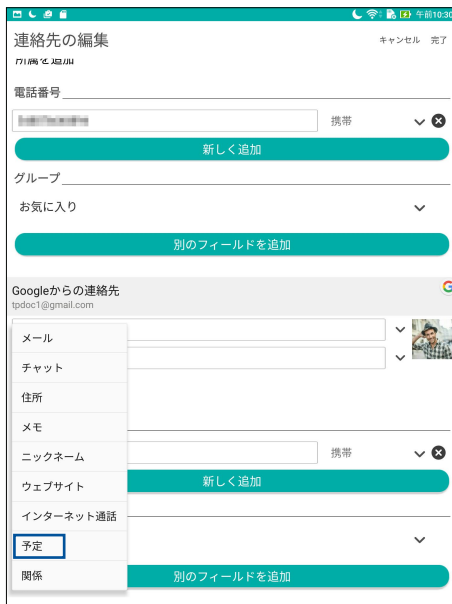 午前10:30
連絡先の編集
キャンセル 完了
所属を追加
電話番号
携帯
新しく追加
グループ
お気に入り
別のフィールドを追加
Googleからの連絡先
tpdoc1@gmail.com
メール
チャット
住所
メモ
ニックネーム
携帯
ウェブサイト
新しく追加
インターネット通話
予定
関係
別のフィールドを追加